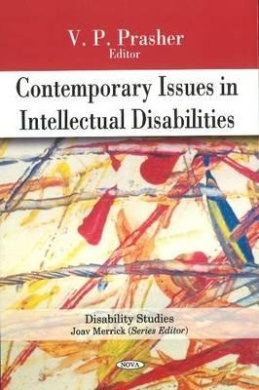 V. P. Prasher
Editor
Contemporary Issues in
Intellectual Disabilities
Disability Studies
Joav Merrick (Series Editor)
NOVA